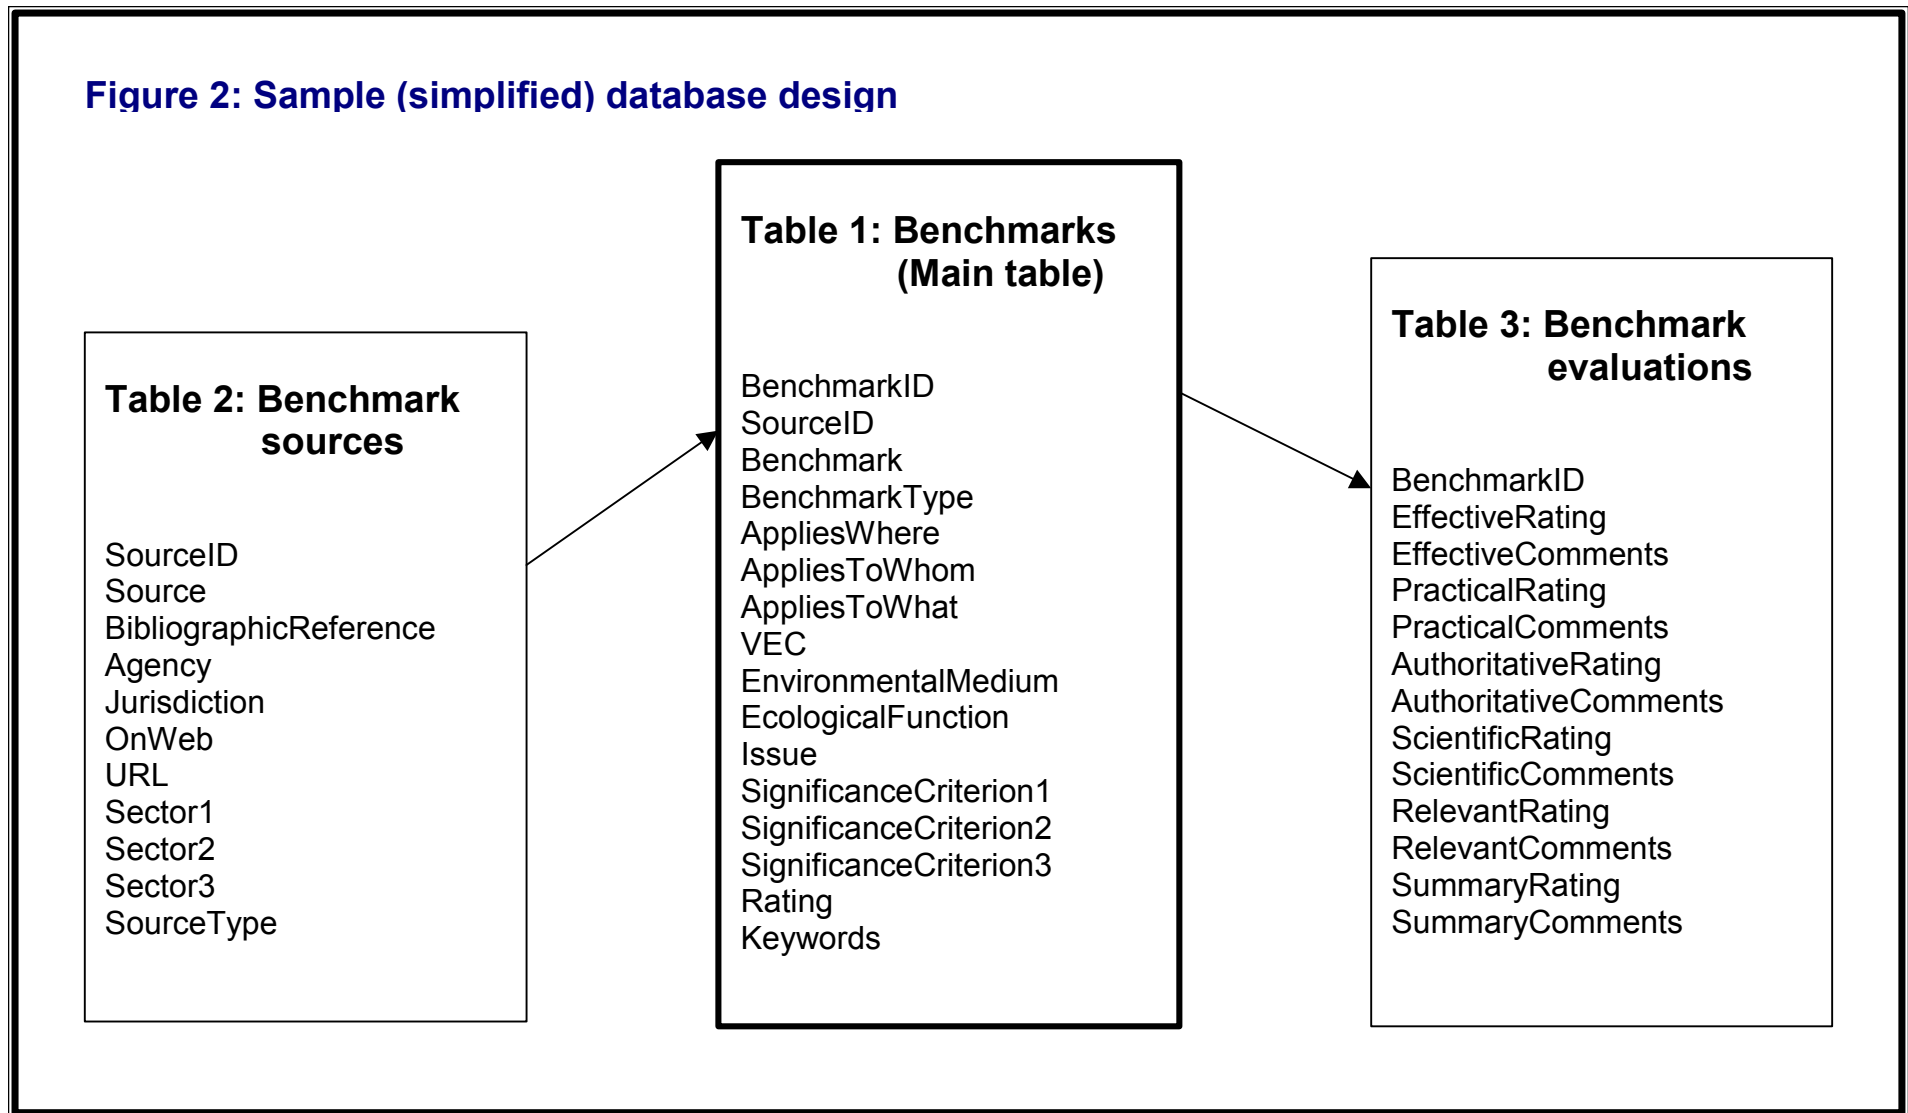 Figure 2: Sample (simplified) database design
Table 2: Benchmark
sources
SourceID
Source
BibliographicReference
Agency
Jurisdiction
OnWeb
URL
Sector1
Sector2
Sector3
SourceType
Table 1: Benchmarks
(Main table)
BenchmarkID
SourceID
Benchmark
BenchmarkType
AppliesWhere
AppliesToWhom
AppliesToWhat
VEC
EnvironmentalMedium
EcologicalFunction
Issue
SignificanceCriterion1
SignificanceCriterion2
SignificanceCriterion3
Rating
Keywords
Table 3: Benchmark
evaluations
BenchmarkID
EffectiveRating
EffectiveComments
PracticalRating
PracticalComments
AuthoritativeRating
AuthoritativeComments
ScientificRating
ScientificComments
RelevantRating
RelevantComments
SummaryRating
SummaryComments